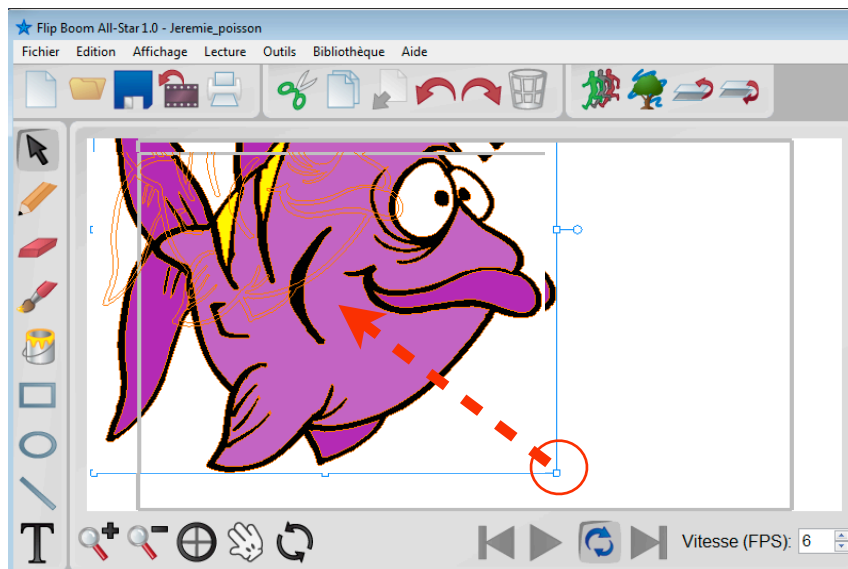 Flip Boom All-Star 1.0 - Jeremie_poisson
Fichier Edition Affichage Lecture Outils Bibliothèque Aide
T
Vitesse (FPS): 6